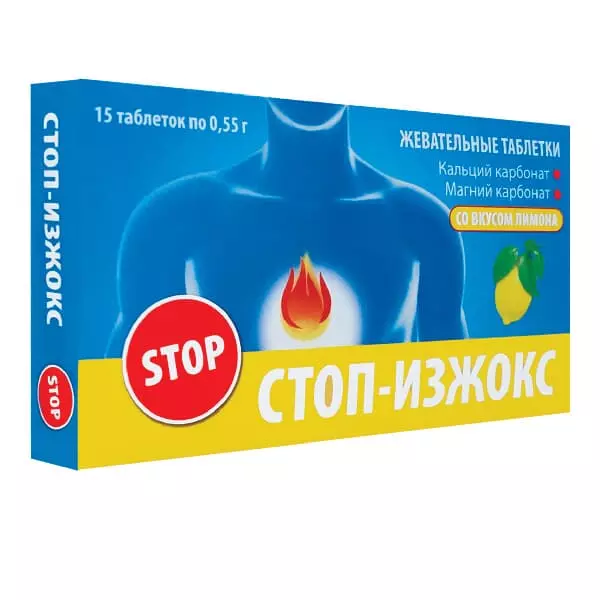 СТОП-ИЗЖОКС
STOP
15 таблеток по 0,55 г
ЖЕВАТЕЛЬНЫЕ ТАБЛЕТКИ
Кальций карбонат
Магний карбонат
СО ВКУСОМ ЛИМОНА
STOP
СТОП-ИЗЖОКС